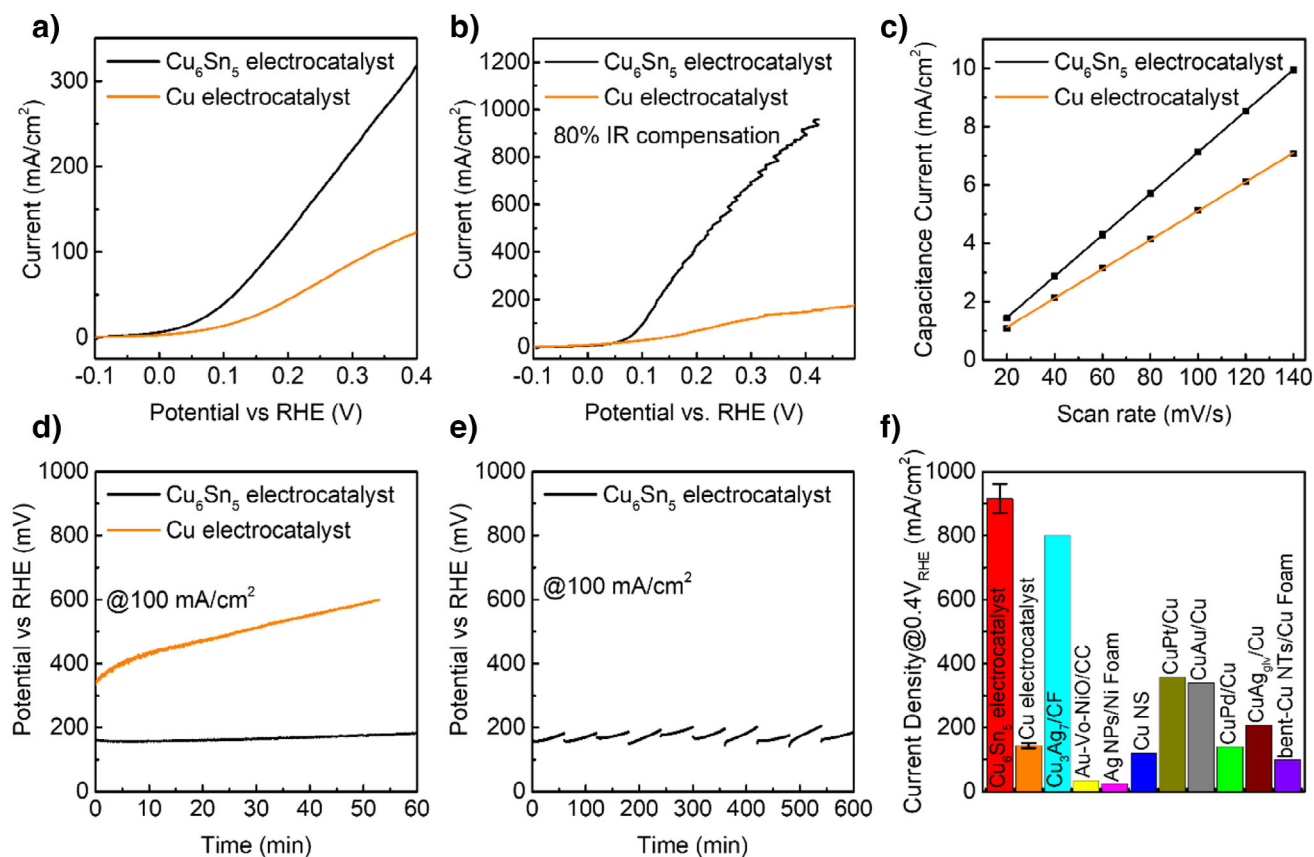 a)
Cu₆Sn₅ electrocatalyst
Cu electrocatalyst
300
200
100
0
-0.1 0.0 0.1 0.2 0.3 0.4
Current (mA/cm²)
Potential vs RHE (V)
b)
Cu₆Sn₅ electrocatalyst
Cu electrocatalyst
80% IR compensation
1200
1000
800
600
400
200
0
-0.1 0.0 0.1 0.2 0.3 0.4
Current (mA/cm²)
Potential vs. RHE (V)
c)
Cu₆Sn₅ electrocatalyst
Cu electrocatalyst
10
8
6
4
2
0
20 40 60 80 100 120 140
Capacitance Current (mA/cm²)
Scan rate (mV/s)
d)
Cu₆Sn₅ electrocatalyst
Cu electrocatalyst
@100 mA/cm²
1000
800
600
400
200
0
0 10 20 30 40 50 60
Potential vs RHE (mV)
Time (min)
e)
Cu₆Sn₅ electrocatalyst
@100 mA/cm²
1000
800
600
400
200
0
0 100 200 300 400 500 600
Potential vs RHE (mV)
Time (min)
f)
1000
800
600
400
200
0
Current Density@0.4V_RHE (mA/cm²)
Cu₆Sn₅ electrocatalyst
Cu electrocatalyst
Cu₃Ag₇/CF
Au-Vo-NiO/CC
Ag NPs/Ni Foam
Cu NS
CuPt/Cu
CuAu/Cu
CuPd/Cu
CuAg_glv/Cu
bent-Cu NTs/Cu Foam